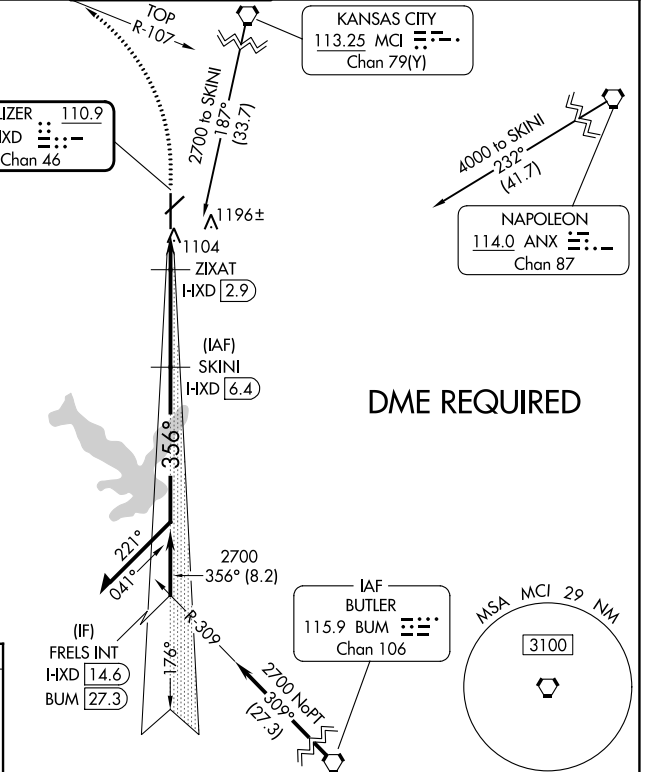 TOP
R-107
KANSAS CITY
113.25 MCI
Chan 79(Y)
LIZER 110.9
IXD
Chan 46
2700 to SKINI
187°
(33.7)
4000 to SKINI
232°
(41.7)
NAPOLEON
114.0 ANX
Chan 87
1196±
1104
ZIXAT
I-IXD 2.9
(IAF)
SKINI
I-IXD 6.4
DME REQUIRED
356°
221°
041°
2700
356° (8.2)
(IF)
FRELS INT
I-IXD 14.6
BUM 27.3
176°
R-309
2700 NoPT
309°
(27.3)
IAF
BUTLER
115.9 BUM
Chan 106
MSA MCI 29 NM
3100